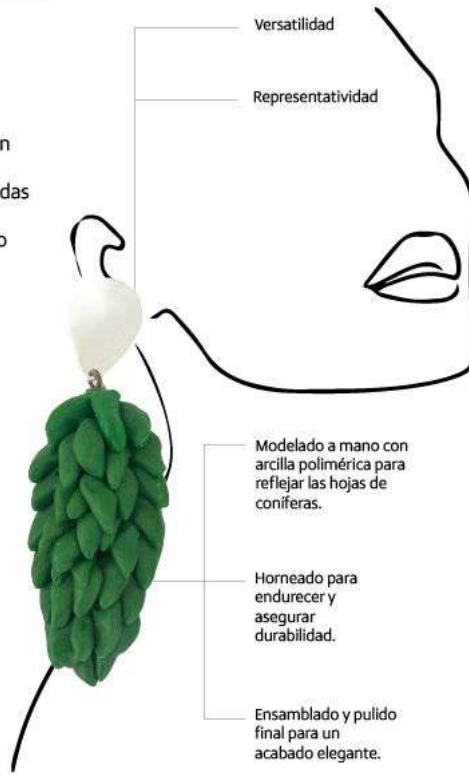 Versatilidad
Representatividad
Modelado a mano con
arcilla polimérica para
reflejar las hojas de
coníferas.
Horneado para
endurecer y
asegurar
durabilidad.
Ensamblado y pulido
final para un
acabado elegante.